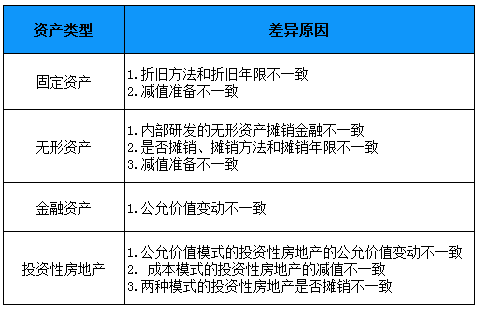 资产类型 差异原因
固定资产
1.折旧方法和折旧年限不一致
2.减值准备不一致
无形资产
1.内部研发的无形资产摊销金融不一致
2.是否摊销、摊销方法和摊销年限不一致
3.减值准备不一致
金融资产
1.公允价值变动不一致
投资性房地产
1.公允价值模式的投资性房地产的公允价值变动不一致
2. 成本模式的投资性房地产的减值不一致
3.两种模式的投资性房地产是否摊销不一致